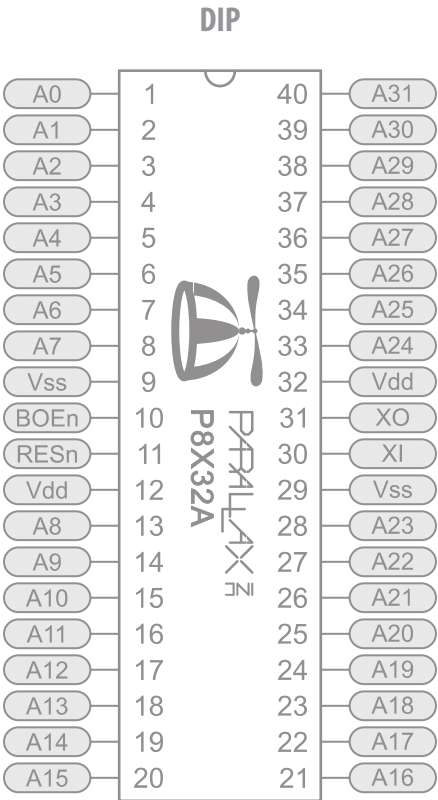 DIP
A0 1 40 A31
A1 2 39 A30
A2 3 38 A29
A3 4 37 A28
A4 5 36 A27
A5 6 35 A26
A6 7 34 A25
A7 8 33 A24
Vss 9 32 Vdd
BOEn 10 31 XO
RESn 11 30 XI
Vdd 12 29 Vss
A8 13 28 A23
A9 14 27 A22
A10 15 26 A21
A11 16 25 A20
A12 17 24 A19
A13 18 23 A18
A14 19 22 A17
A15 20 21 A16
PARALLAX INC
P8X32A